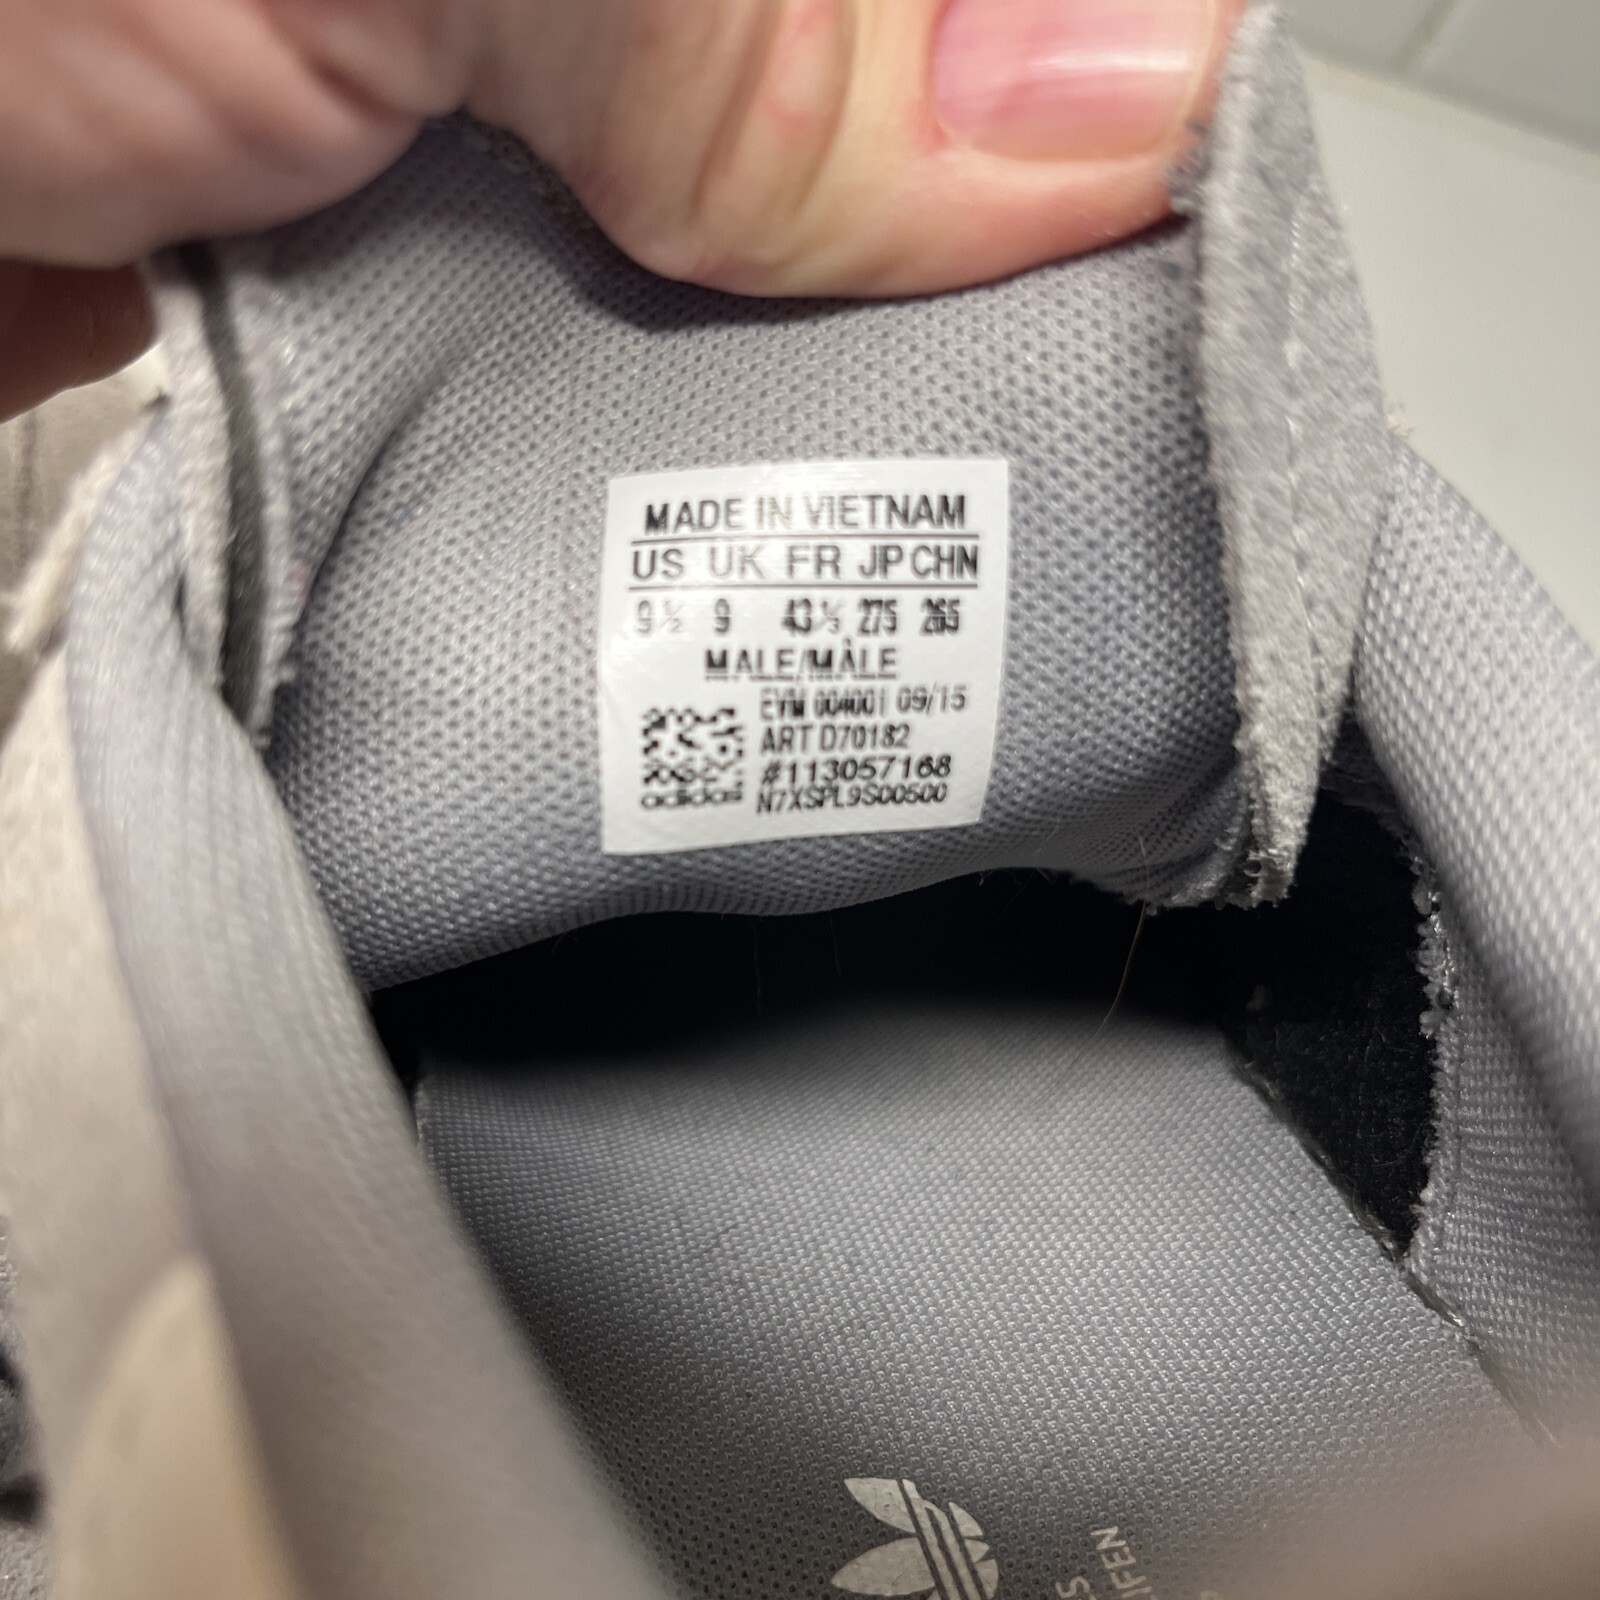 MADE IN VIETNAM
US UK FR JP CHN
9½ 9 43⅓ 275 265
MALE/MÂLE
EVM 004001 09/15
ART D70182
#113057168
N7XSPL9S00500
adidas